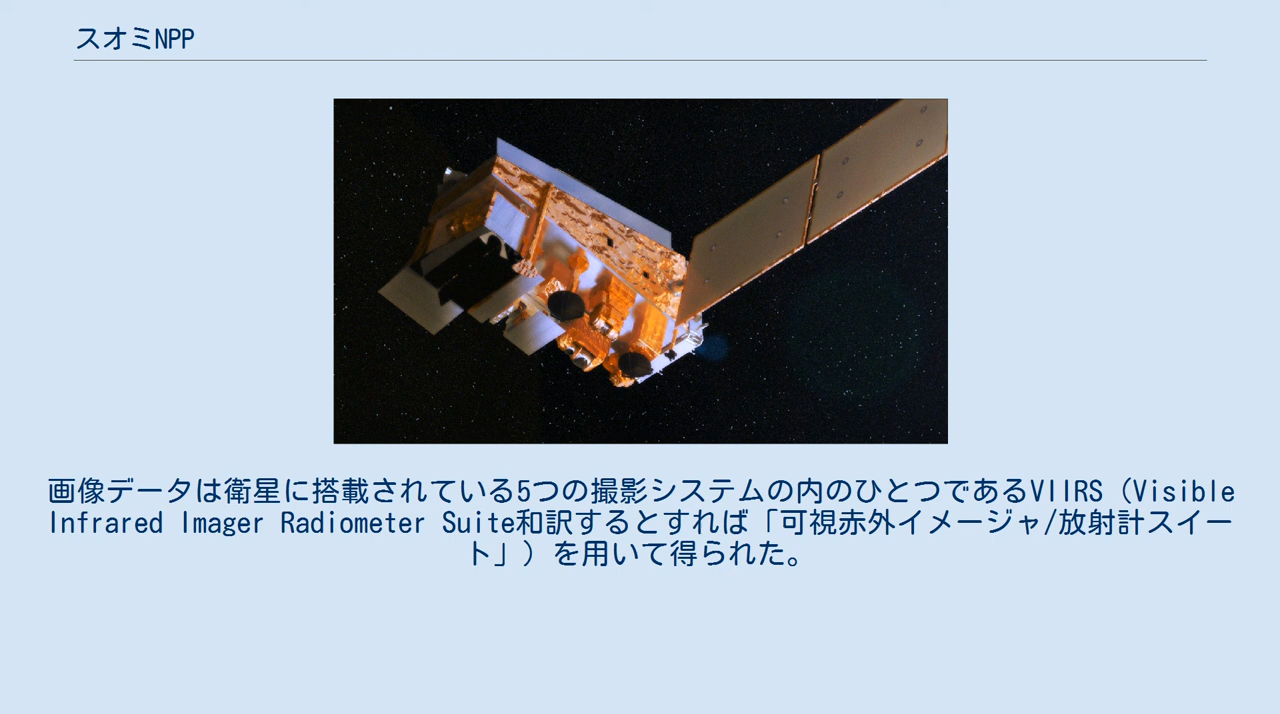 スオミNPP
画像データは衛星に搭載されている5つの撮影システムの内のひとつであるVIIRS（Visible
Infrared Imager Radiometer Suite和訳するとすれば「可視赤外イメージャ/放射計スイー
ト」）を用いて得られた。